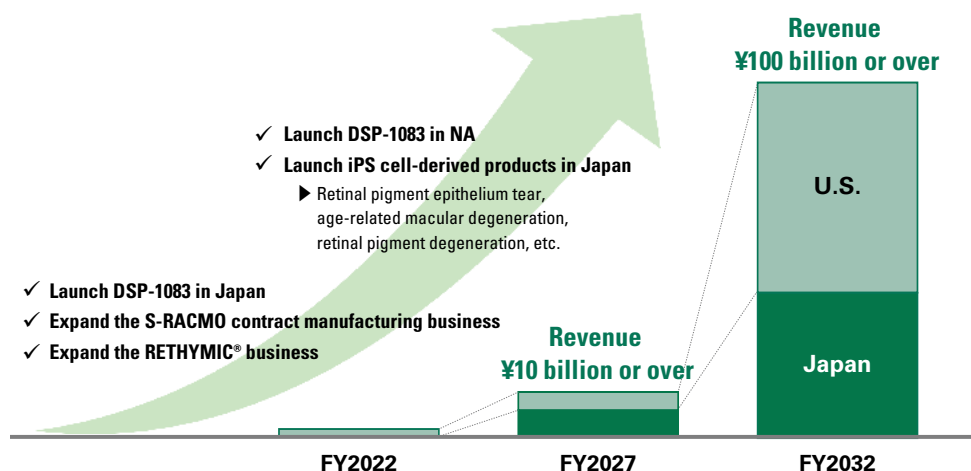 Revenue
¥100 billion or over
✓ Launch DSP-1083 in NA
✓ Launch iPS cell-derived products in Japan
▶ Retinal pigment epithelium tear,
age-related macular degeneration,
retinal pigment degeneration, etc.
U.S.
✓ Launch DSP-1083 in Japan
✓ Expand the S-RACMO contract manufacturing business
✓ Expand the RETHYMIC® business
Revenue
¥10 billion or over
Japan
FY2022
FY2027
FY2032